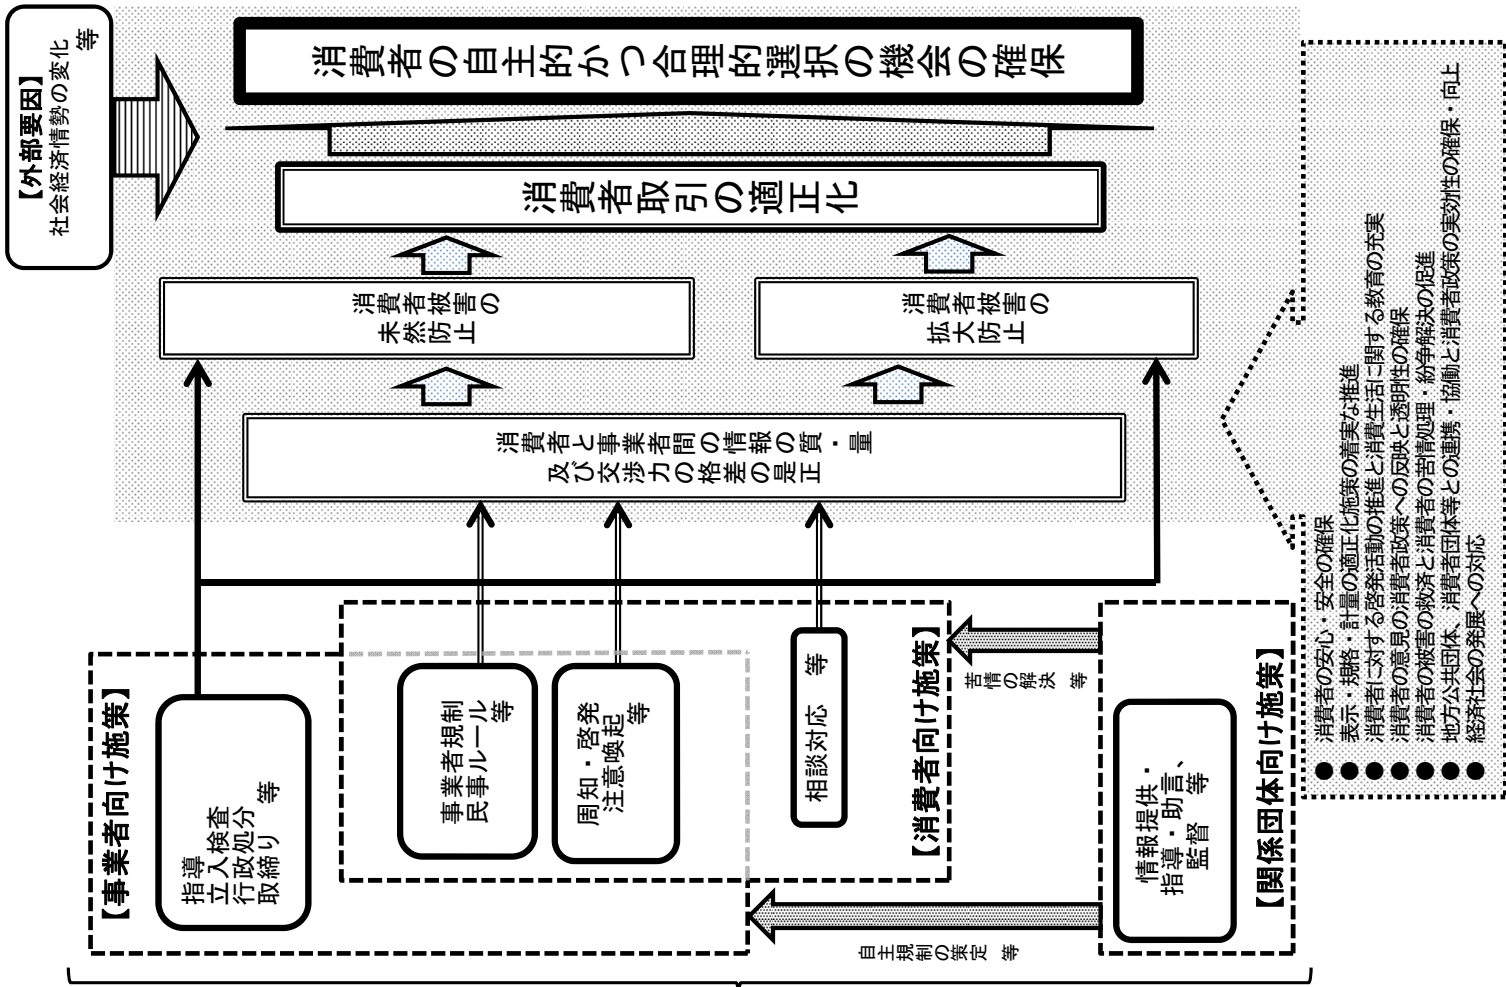 【外部要因】
社会経済情勢の変化
等
消費者の自主的かつ合理的選択の機会の確保
消費者取引の適正化
消費者被害の
未然防止
消費者被害の
拡大防止
消費者と事業者間の情報の質・量
及び交渉力の格差の是正
【事業者向け施策】
指導
立入検査
行政処分
取締り 等
事業者規制
民事ルール
等
周知・啓発
注意喚起
等
相談対応 等
【消費者向け施策】
苦情の解決 等
自主規制の策定 等
情報提供・
指導・助言、
監督 等
【関係団体向け施策】
● 消費者の安心・安全の確保
● 表示・規格・計量の適正化施策の着実な推進
● 消費者に対する啓発活動の推進と消費生活に関する教育の充実
● 消費者の意見の消費者政策への反映と透明性の確保
● 消費者の被害の救済と消費者の苦情処理・紛争解決の促進
● 地方公共団体、消費者団体等との連携・協働と消費者政策の実効性の確保・向上
● 経済社会の発展への対応